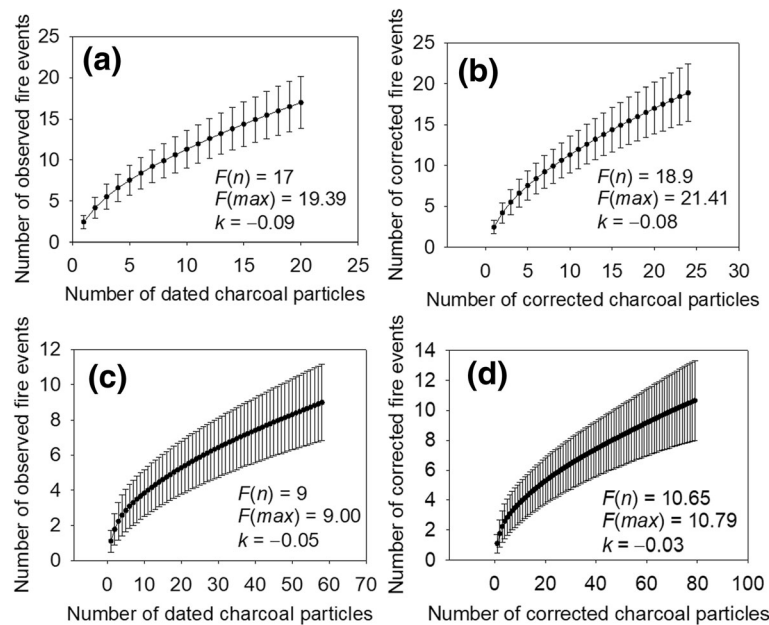 (a)
Number of observed fire events
25
20
15
10
5
0
F(n) = 17
F(max) = 19.39
k = −0.09
0 5 10 15 20 25
Number of dated charcoal particles
(b)
Number of corrected fire events
25
20
15
10
5
0
F(n) = 18.9
F(max) = 21.41
k = −0.08
0 5 10 15 20 25 30
Number of corrected charcoal particles
(c)
Number of observed fire events
12
10
8
6
4
2
0
F(n) = 9
F(max) = 9.00
k = −0.05
0 10 20 30 40 50 60 70
Number of dated charcoal particles
(d)
Number of corrected fire events
14
12
10
8
6
4
2
0
F(n) = 10.65
F(max) = 10.79
k = −0.03
0 20 40 60 80 100
Number of corrected charcoal particles